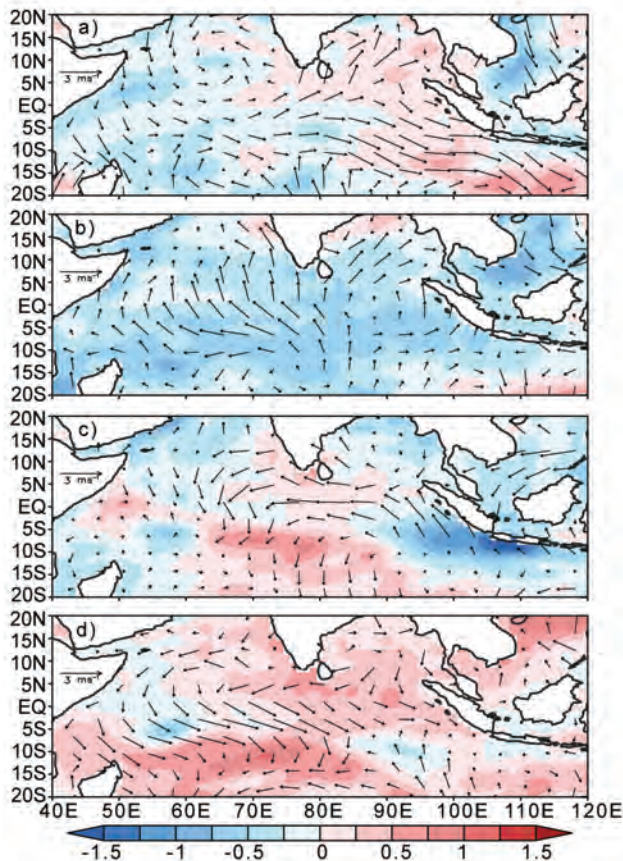 20N
a)
15N
10N
5N
3 ms⁻¹
EQ
5S
10S
15S
20S
20N
b)
15N
10N
5N
3 ms⁻¹
EQ
5S
10S
15S
20S
20N
c)
15N
10N
5N
3 ms⁻¹
EQ
5S
10S
15S
20S
20N
d)
15N
10N
5N
3 ms⁻¹
EQ
5S
10S
15S
20S
40E 50E 60E 70E 80E 90E 100E 110E 120E
-1.5 -1 -0.5 0 0.5 1 1.5